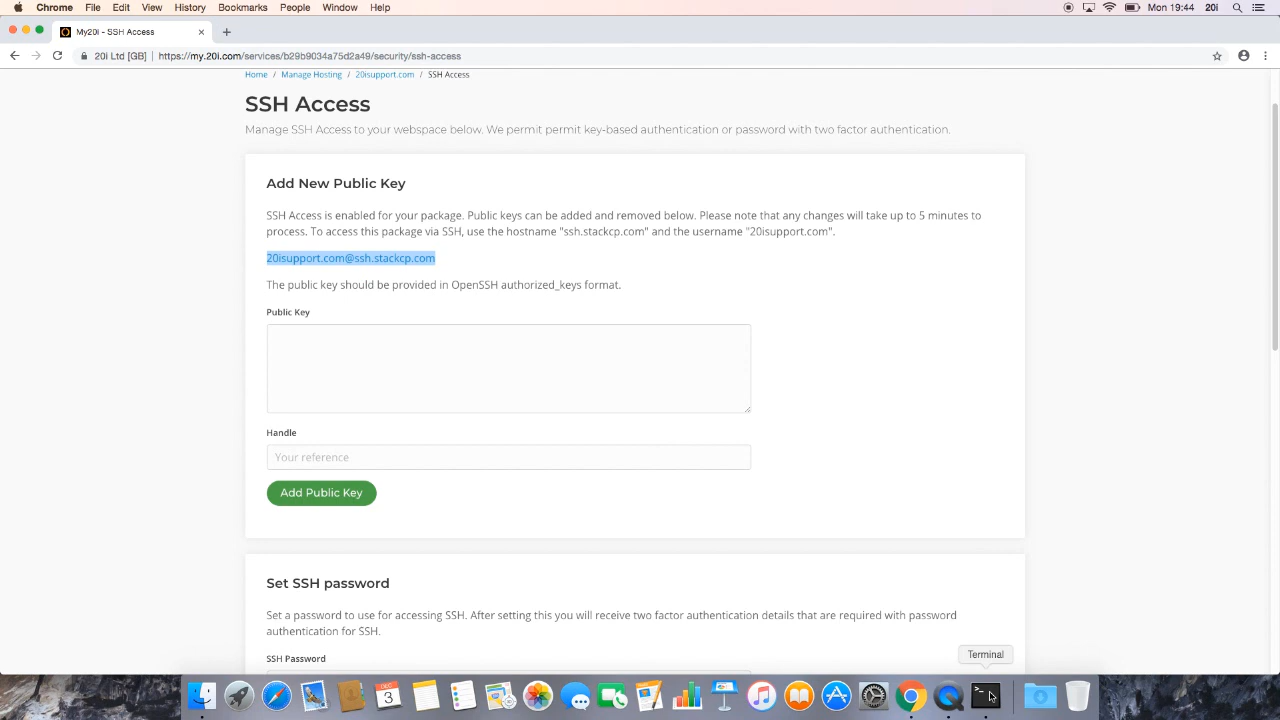 Chrome File Edit View History Bookmarks People Window Help Mon 19:44 20i
My20i - SSH Access
20i Ltd [GB] https://my.20i.com/services/b29b9034a75d2a49/security/ssh-access
Home / Manage Hosting / 20isupport.com / SSH Access
SSH Access
Manage SSH Access to your webspace below. We permit permit key-based authentication or password with two factor authentication.
Add New Public Key
SSH Access is enabled for your package. Public keys can be added and removed below. Please note that any changes will take up to 5 minutes to
process. To access this package via SSH, use the hostname "ssh.stackcp.com" and the username "20isupport.com".
20isupport.com@ssh.stackcp.com
The public key should be provided in OpenSSH authorized_keys format.
Public Key
Handle
Your reference
Add Public Key
Set SSH password
Set a password to use for accessing SSH. After setting this you will receive two factor authentication details that are required with password
authentication for SSH.
SSH Password
Terminal
DEC
3